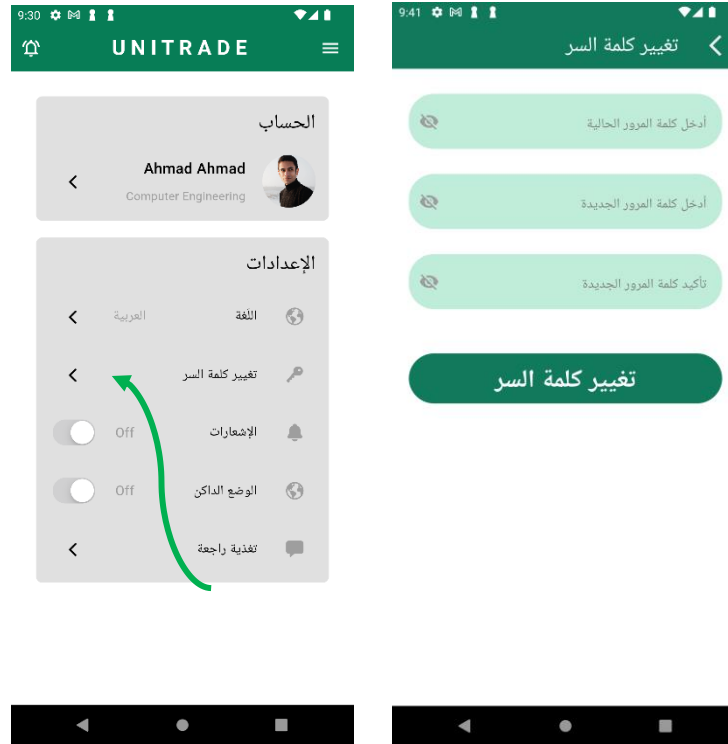 9:30
UNITRADE
الحساب
Ahmad Ahmad
Computer Engineering
الإعدادات
اللغة العربية
تغيير كلمة السر
الإشعارات Off
الوضع الداكن Off
تغذية راجعة
9:41
تغيير كلمة السر
أدخل كلمة المرور الحالية
أدخل كلمة المرور الجديدة
تأكيد كلمة المرور الجديدة
تغيير كلمة السر